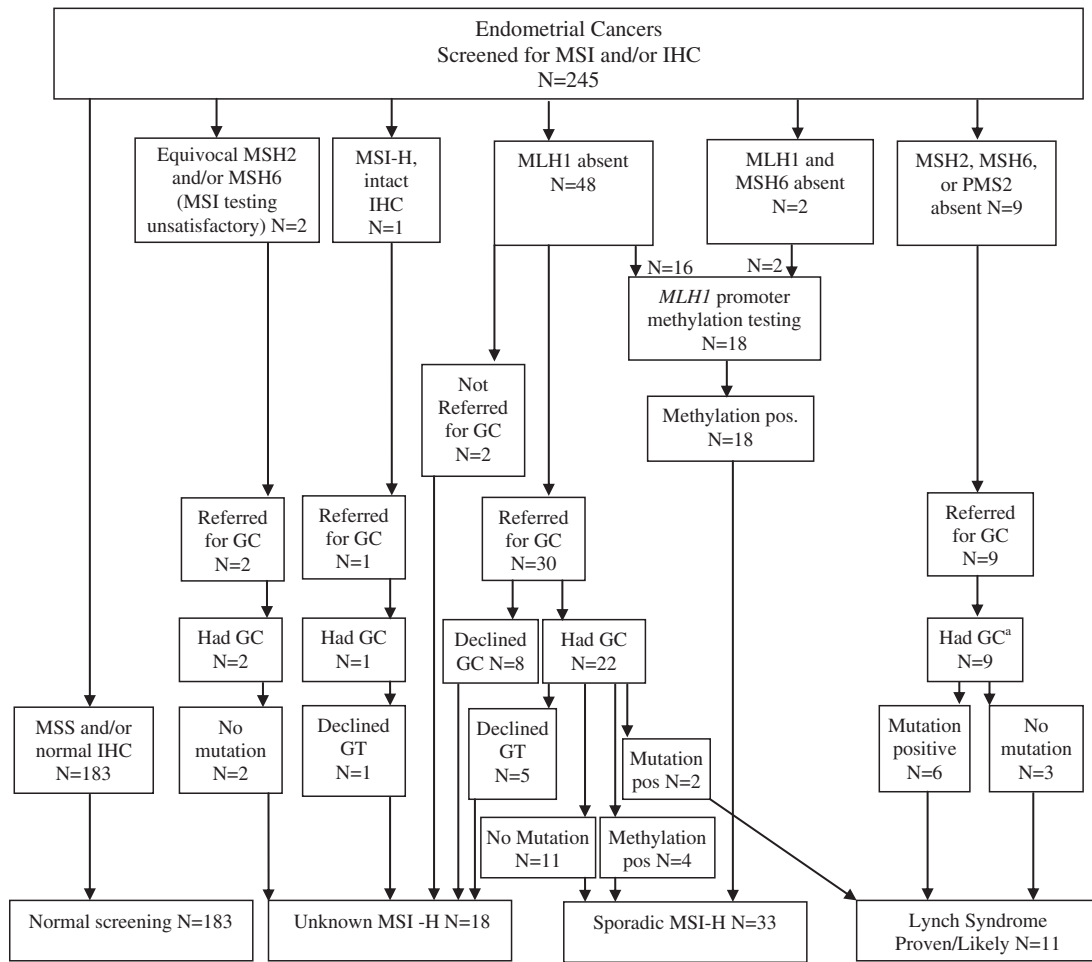 Endometrial Cancers
Screened for MSI and/or IHC
N=245
Equivocal MSH2
and/or MSH6
(MSI testing
unsatisfactory) N=2
MSI-H,
intact
IHC
N=1
MLH1 absent
N=48
MLH1 and
MSH6 absent
N=2
MSH2, MSH6,
or PMS2
absent N=9
N=16
N=2
MLH1 promoter
methylation testing
N=18
Not
Referred
for GC
N=2
Methylation pos.
N=18
Referred
for GC
N=2
Referred
for GC
N=1
Referred
for GC
N=30
Referred
for GC
N=9
Had GC
N=2
Had GC
N=1
Declined
GC N=8
Had GC
N=22
Had GCa
N=9
MSS and/or
normal IHC
N=183
No
mutation
N=2
Declined
GT
N=1
Declined
GT
N=5
Mutation
pos N=2
Mutation
positive
N=6
No
mutation
N=3
No Mutation
N=11
Methylation
pos N=4
Normal screening N=183
Unknown MSI -H N=18
Sporadic MSI-H N=33
Lynch Syndrome
Proven/Likely N=11